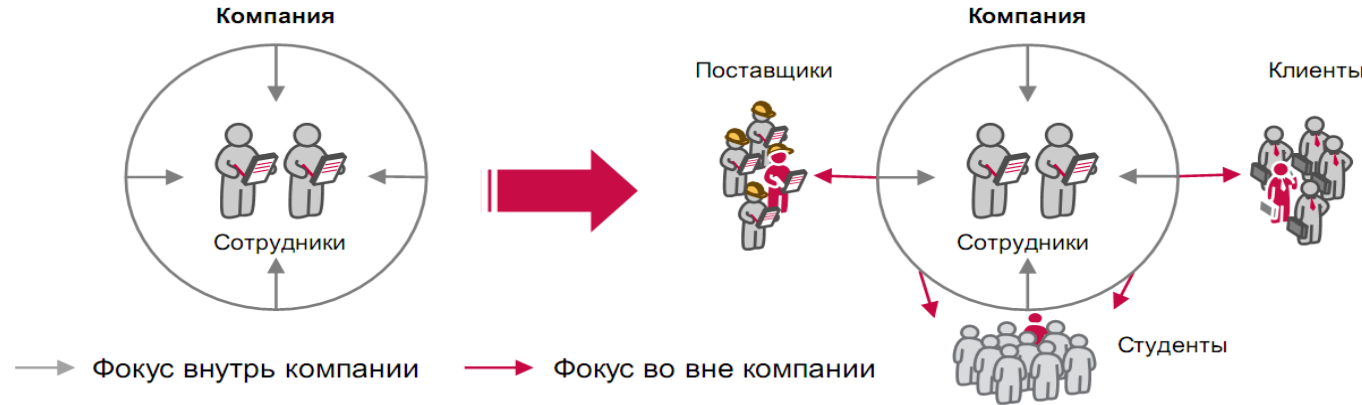 Компания
Сотрудники
Компания
Поставщики
Клиенты
Сотрудники
Студенты
Фокус внутрь компании
Фокус во вне компании